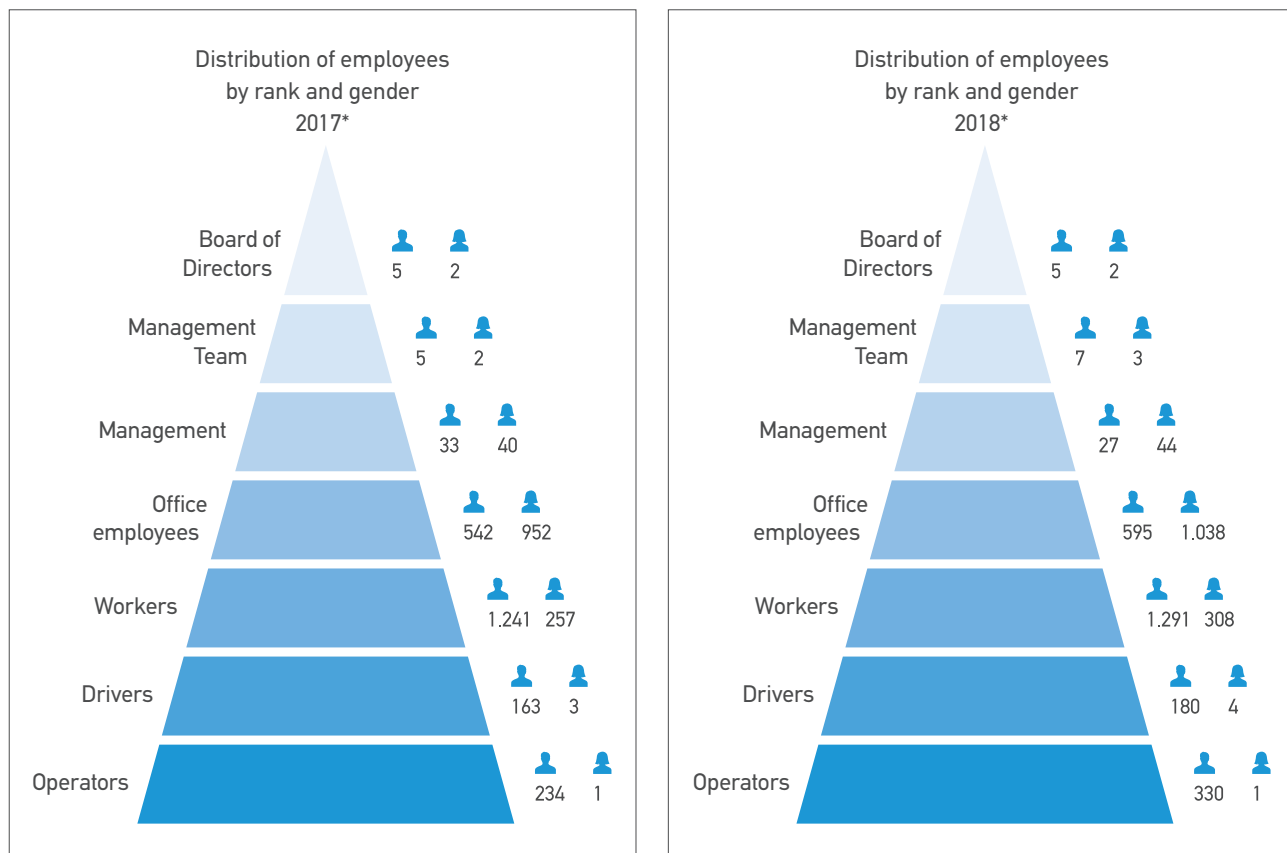 Distribution of employees
by rank and gender
2017*
Board of
Directors
5 2
Management
Team
5 2
Management
33 40
Office
employees
542 952
Workers
1.241 257
Drivers
163 3
Operators
234 1
Distribution of employees
by rank and gender
2018*
Board of
Directors
5 2
Management
Team
7 3
Management
27 44
Office
employees
595 1.038
Workers
1.291 308
Drivers
180 4
Operators
330 1